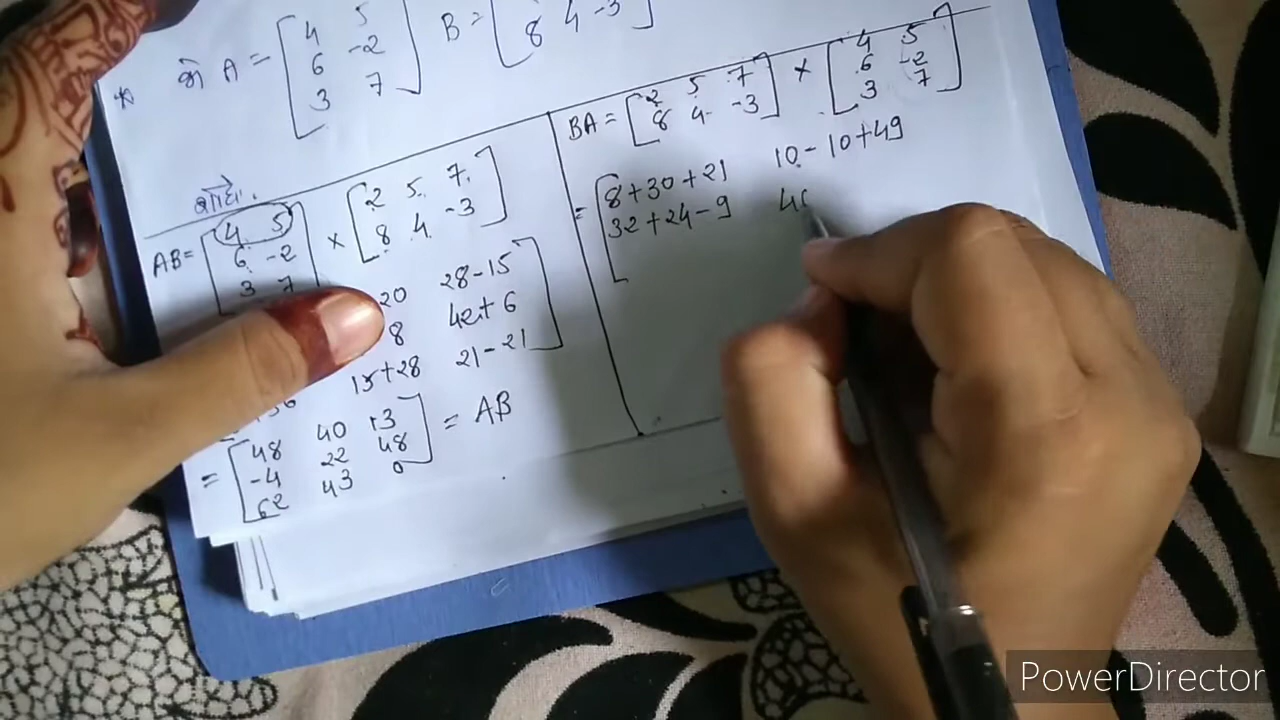 * को A = [ 4 5 B = [
6 -2 8 4 -3 ]
3 7 ]
AB = [ 4 5 × [ 2 5 7
6 -2 8 4 -3 ]
3 7
20 28-15
8 42+6
15+28 21-21 ]
= [ 48 40 13
-4 22 48
62 43 0 ] = AB
BA = [ 2 5 7 × [ 4 5
8 4 -3 ] 6 -2
3 7 ]
= [ 8+30+21 10-10+49
32+24-9 4
PowerDirector